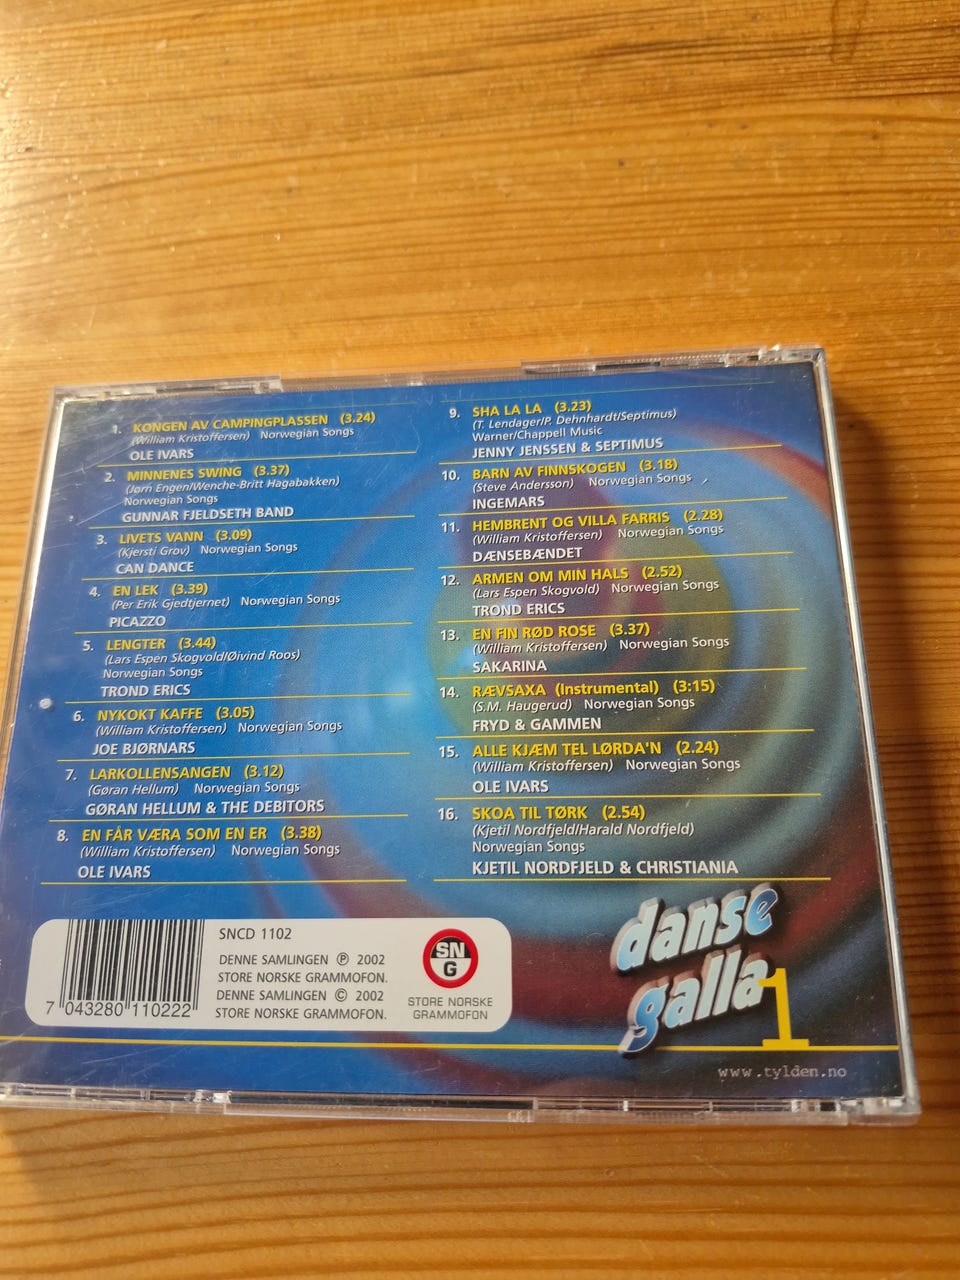 1. KONGEN AV CAMPINGPLASSEN (3.24)
(William Kristoffersen) Norwegian Songs
OLE IVARS
2. MINNENES SWING (3.37)
(Jørn Engen/Wenche-Britt Hagabakken)
Norwegian Songs
GUNNAR FJELDSETH BAND
3. LIVETS VANN (3.09)
(Kjersti Grov) Norwegian Songs
CAN DANCE
4. EN LEK (3.39)
(Per Erik Gjedtjernet) Norwegian Songs
PICAZZO
5. LENGTER (3.44)
(Lars Espen Skogvold/Øivind Roos)
Norwegian Songs
TROND ERICS
6. NYKOKT KAFFE (3.05)
(William Kristoffersen) Norwegian Songs
JOE BJØRNARS
7. LARKOLLENSANGEN (3.12)
(Gøran Hellum) Norwegian Songs
GØRAN HELLUM & THE DEBITORS
8. EN FÅR VÆRA SOM EN ER (3.38)
(William Kristoffersen) Norwegian Songs
OLE IVARS
9. SHA LA LA (3.23)
(T. Lendager/P. Dehnhardt/Septimus)
Warner/Chappell Music
JENNY JENSSEN & SEPTIMUS
10. BARN AV FINNSKOGEN (3.18)
(Steve Andersson) Norwegian Songs
INGEMARS
11. HEMBRENT OG VILLA FARRIS (2.28)
(William Kristoffersen) Norwegian Songs
DÆNSEBÆNDET
12. ARMEN OM MIN HALS (2.52)
(Lars Espen Skogvold) Norwegian Songs
TROND ERICS
13. EN FIN RØD ROSE (3.37)
(William Kristoffersen) Norwegian Songs
SAKARINA
14. RÆVSAXA (Instrumental) (3:15)
(S.M. Haugerud) Norwegian Songs
FRYD & GAMMEN
15. ALLE KJÆM TEL LØRDA'N (2.24)
(William Kristoffersen) Norwegian Songs
OLE IVARS
16. SKOA TIL TØRK (2.54)
(Kjetil Nordfjeld/Harald Nordfjeld)
Norwegian Songs
KJETIL NORDFJELD & CHRISTIANIA
7 043280 110222
SNCD 1102
DENNE SAMLINGEN ℗ 2002
STORE NORSKE GRAMMOFON.
DENNE SAMLINGEN © 2002
STORE NORSKE GRAMMOFON.
SN
G
STORE NORSKE
GRAMMOFON
danse
galla 1
www.tylden.no